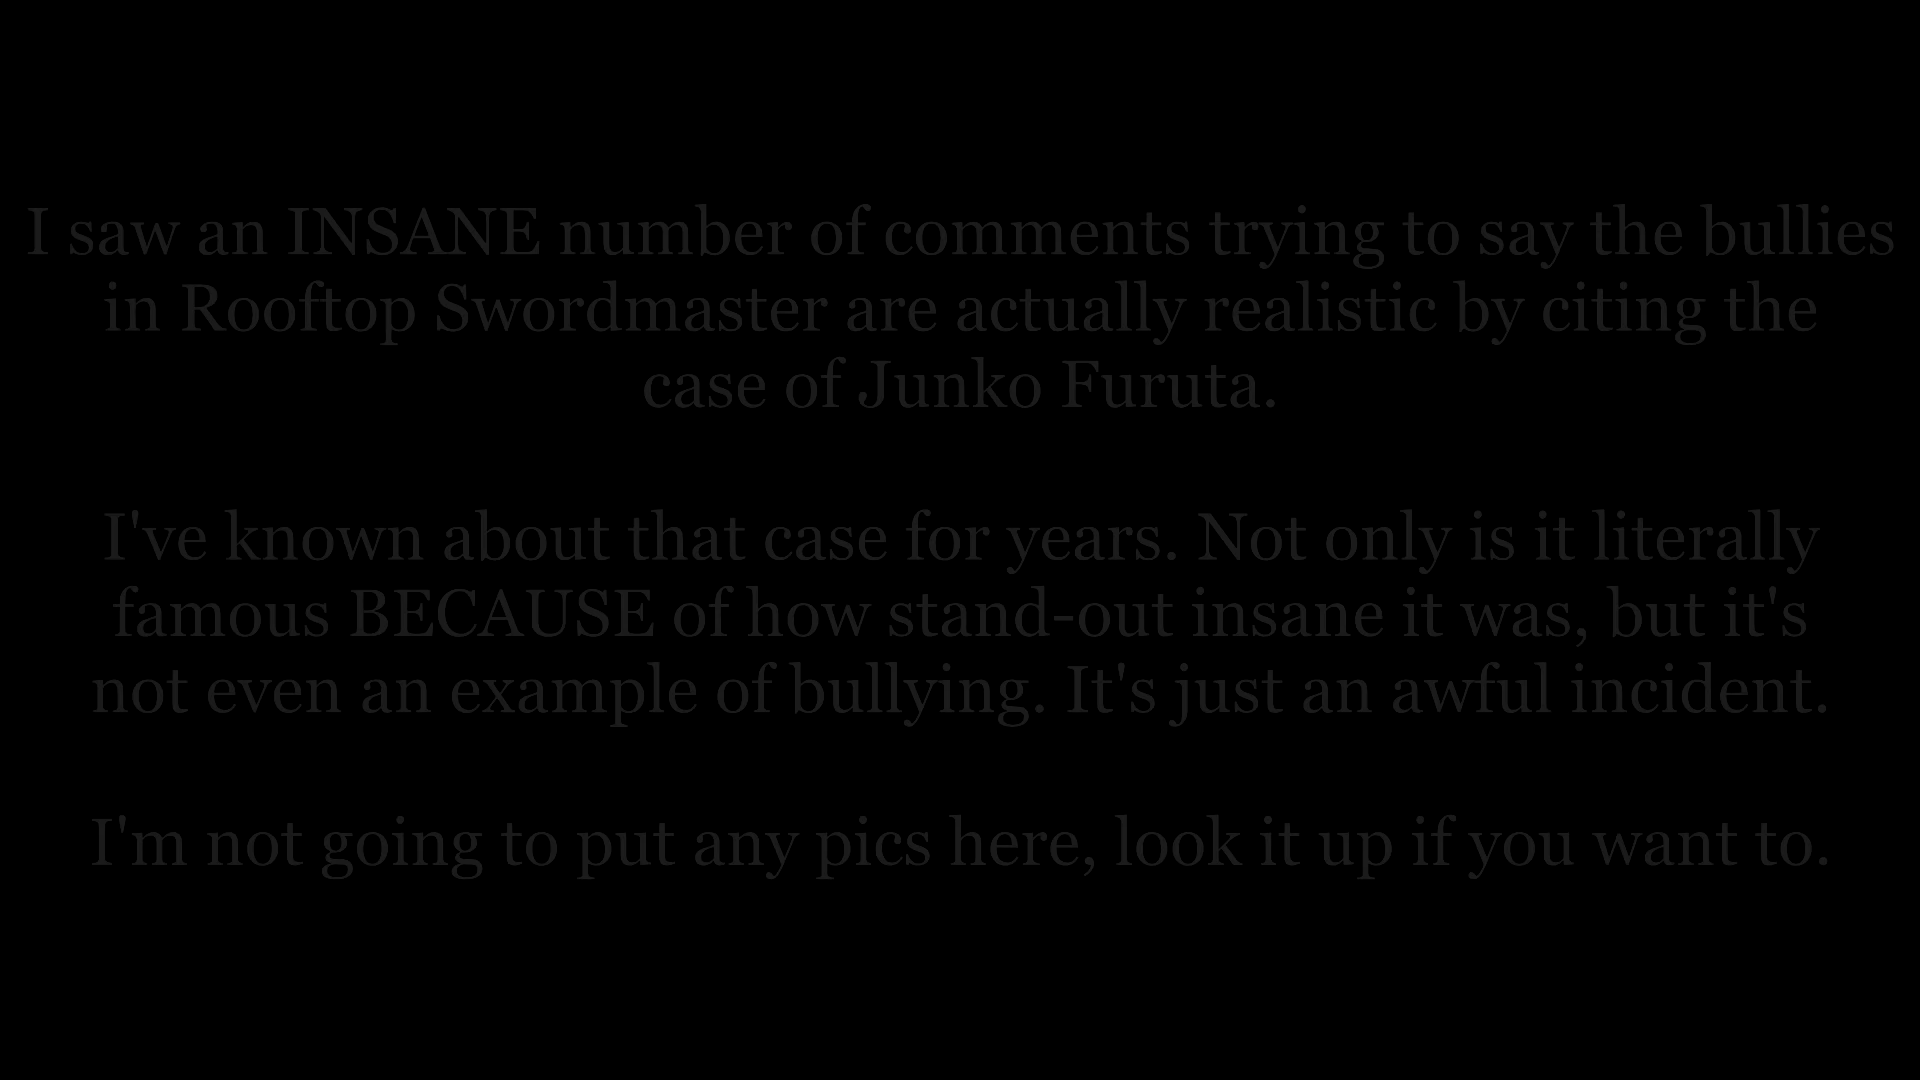 I saw an INSANE number of comments trying to say the bullies
in Rooftop Swordmaster are actually realistic by citing the
case of Junko Furuta.
I've known about that case for years. Not only is it literally
famous BECAUSE of how stand-out insane it was, but it's
not even an example of bullying. It's just an awful incident.
I'm not going to put any pics here, look it up if you want to.